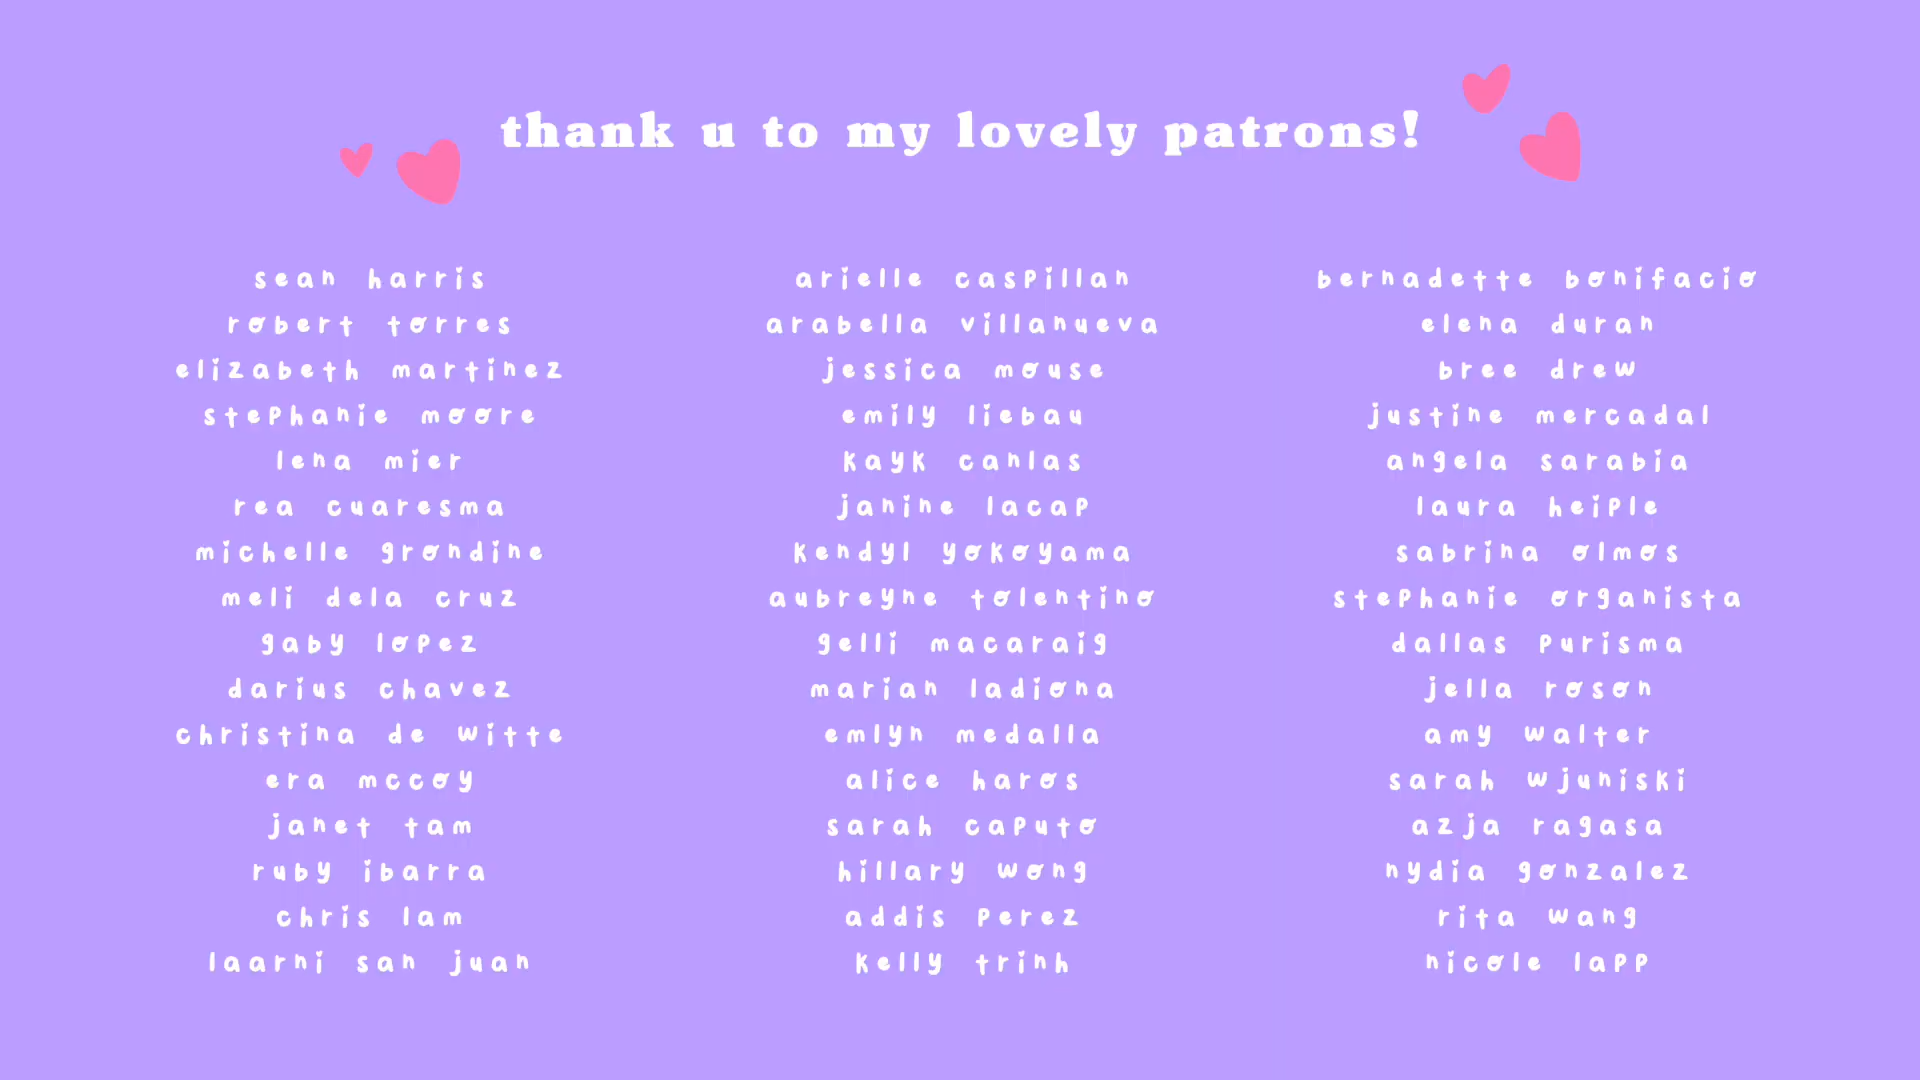 thank u to my lovely patrons!
sean harris
robert torres
elizabeth martinez
stephanie moore
lena mier
rea cuaresma
michelle grondine
meli dela cruz
gaby lopez
darius chavez
christina de witte
era mccoy
janet tam
ruby ibarra
chris lam
laarni san juan
arielle caspillan
arabella villanueva
jessica mouse
emily liebau
kayk canlas
janine lacap
kendyl yokoyama
aubreyne tolentino
gelli macaraig
marian ladiona
emlyn medalla
alice haros
sarah caputo
hillary wong
addis perez
kelly trinh
bernadette bonifacio
elena duran
bree drew
justine mercadal
angela sarabia
laura heiple
sabrina olmos
stephanie organista
dallas purisma
jella roson
amy walter
sarah wjuniski
azja ragasa
nydia gonzalez
rita wang
nicole lapp